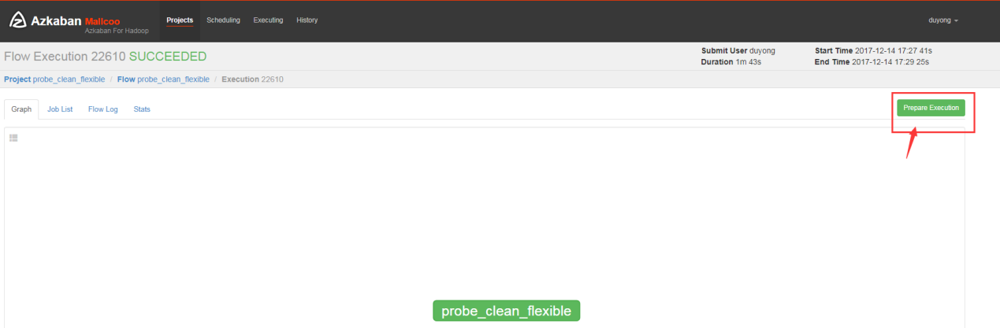 Azkaban Mallcoo Projects Scheduling Executing History duyong
Azkaban For Hadoop
Flow Execution 22610 SUCCEEDED
Submit User duyong Start Time 2017-12-14 17:27 41s
Duration 1m 43s End Time 2017-12-14 17:29 25s
Project probe_clean_flexible / Flow probe_clean_flexible / Execution 22610
Graph Job List Flow Log Stats Prepare Execution
probe_clean_flexible